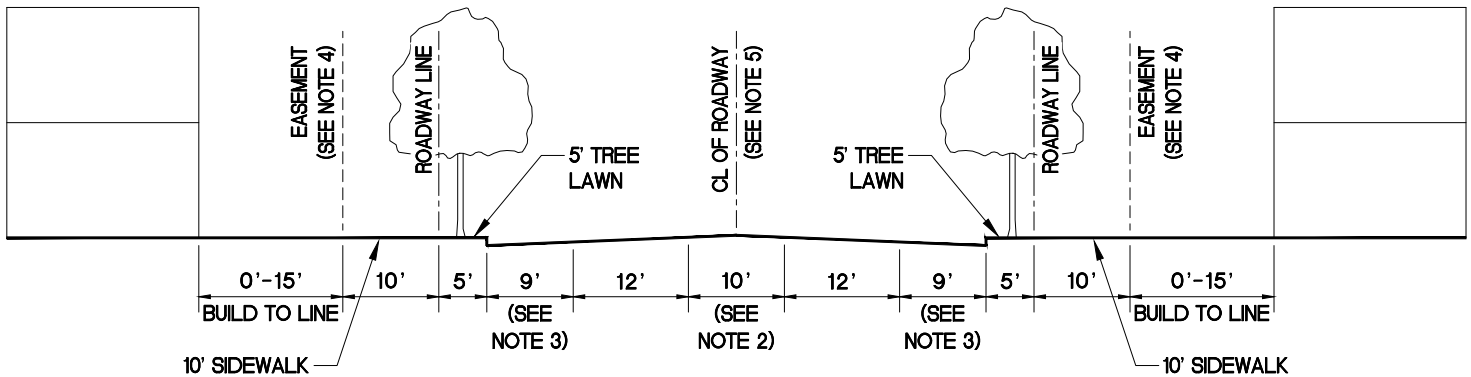 EASEMENT
(SEE NOTE 4)
ROADWAY LINE
CL OF ROADWAY
(SEE NOTE 5)
ROADWAY LINE
EASEMENT
(SEE NOTE 4)
5' TREE
LAWN
5' TREE
LAWN
0'-15'
10'
5'
9'
12'
10'
12'
9'
5'
10'
0'-15'
BUILD TO LINE
(SEE
NOTE 3)
(SEE
NOTE 2)
(SEE
NOTE 3)
BUILD TO LINE
10' SIDEWALK
10' SIDEWALK